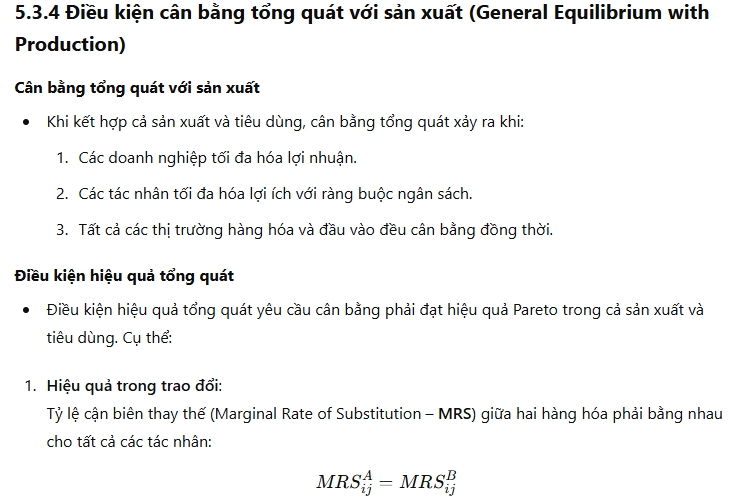 5.3.4 Điều kiện cân bằng tổng quát với sản xuất (General Equilibrium with
Production)
Cân bằng tổng quát với sản xuất
• Khi kết hợp cả sản xuất và tiêu dùng, cân bằng tổng quát xảy ra khi:
1. Các doanh nghiệp tối đa hóa lợi nhuận.
2. Các tác nhân tối đa hóa lợi ích với ràng buộc ngân sách.
3. Tất cả các thị trường hàng hóa và đầu vào đều cân bằng đồng thời.
Điều kiện hiệu quả tổng quát
• Điều kiện hiệu quả tổng quát yêu cầu cân bằng phải đạt hiệu quả Pareto trong cả sản xuất và
tiêu dùng. Cụ thể:
1. Hiệu quả trong trao đổi:
Tỷ lệ cận biên thay thế (Marginal Rate of Substitution – MRS) giữa hai hàng hóa phải bằng nhau
cho tất cả các tác nhân:
$MRS_{ij}^{A} = MRS_{ij}^{B}$